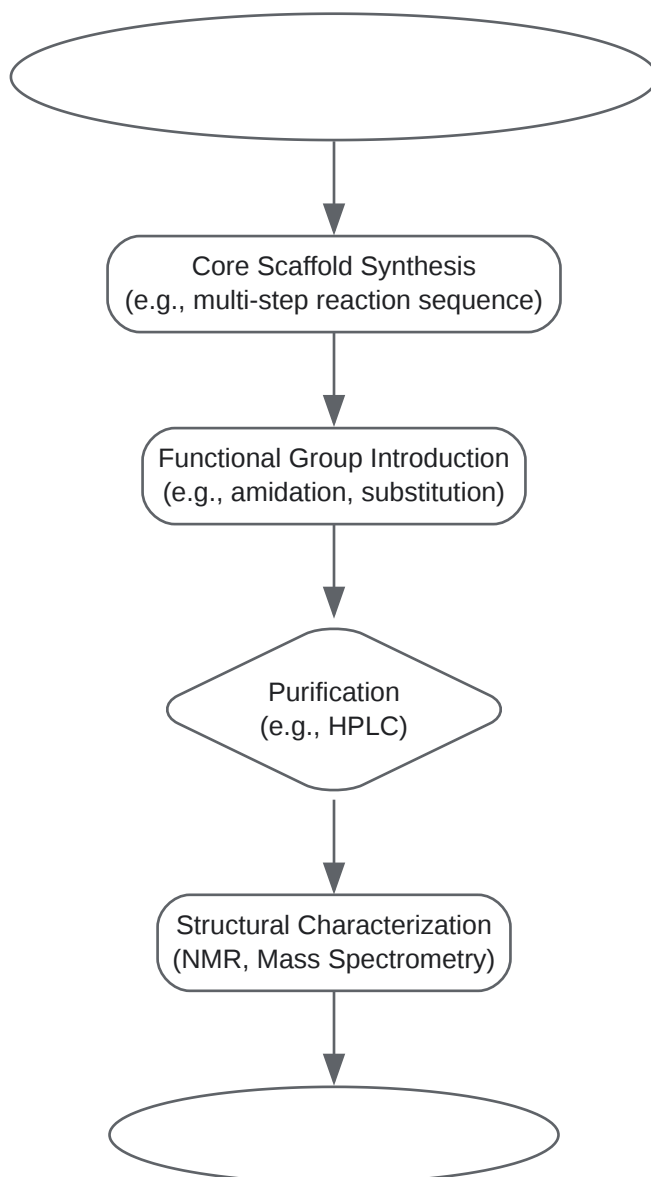 Core Scaffold Synthesis
(e.g., multi-step reaction sequence)
Functional Group Introduction
(e.g., amidation, substitution)
Purification
(e.g., HPLC)
Structural Characterization
(NMR, Mass Spectrometry)